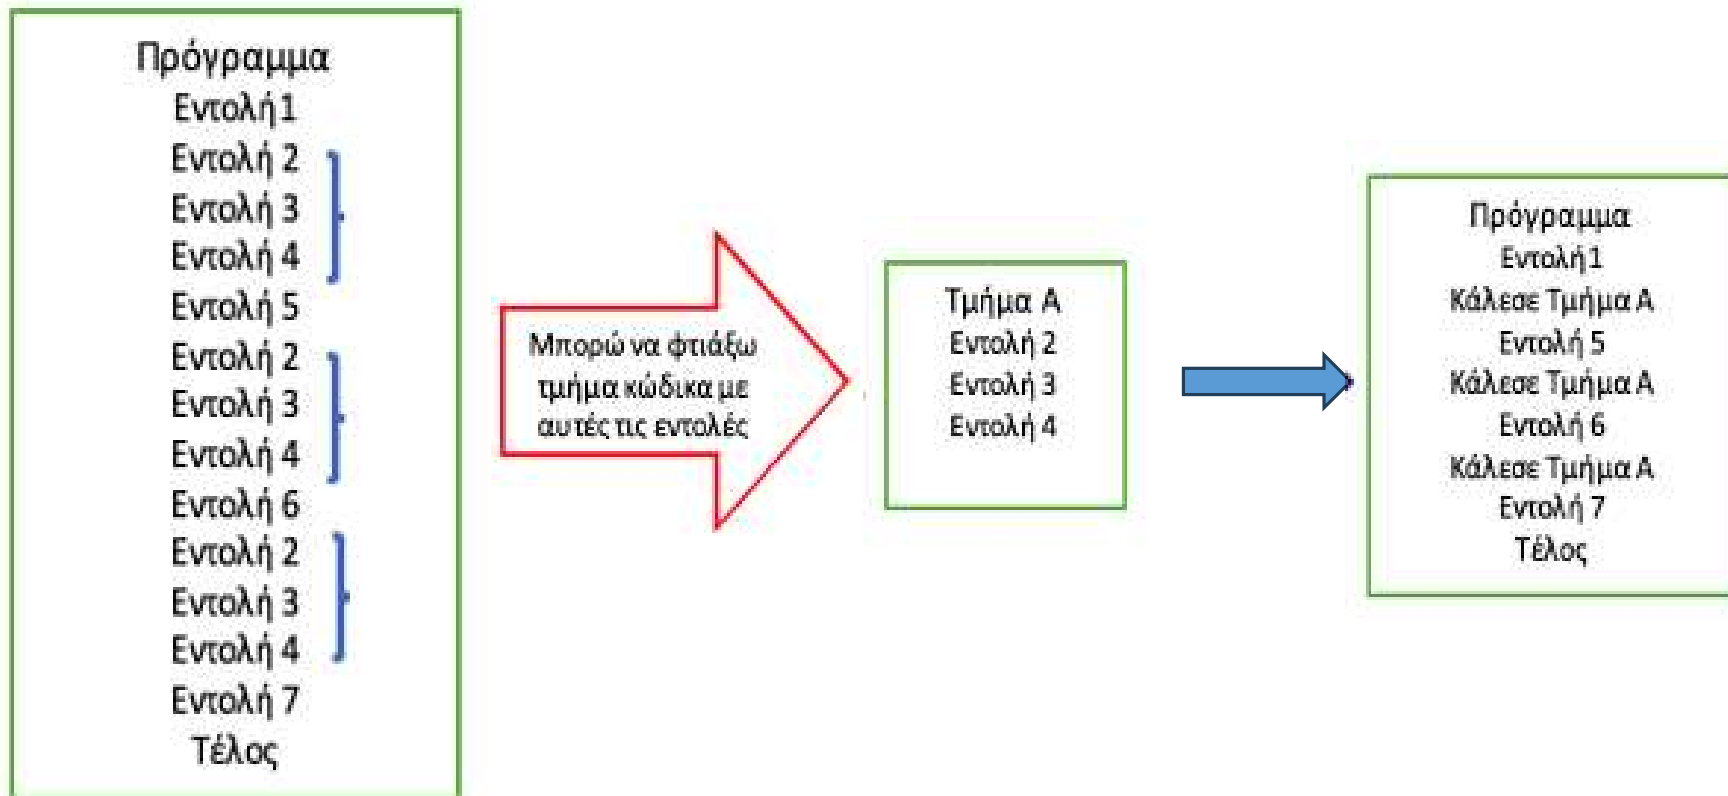 Πρόγραμμα
Εντολή 1
Εντολή 2
Εντολή 3
Εντολή 4
Εντολή 5
Εντολή 2
Εντολή 3
Εντολή 4
Εντολή 6
Εντολή 2
Εντολή 3
Εντολή 4
Εντολή 7
Τέλος
Μπορώ να φτιάξω
τμήμα κώδικα με
αυτές τις εντολές
Τμήμα Α
Εντολή 2
Εντολή 3
Εντολή 4
Πρόγραμμα
Εντολή 1
Κάλεσε Τμήμα Α
Εντολή 5
Κάλεσε Τμήμα Α
Εντολή 6
Κάλεσε Τμήμα Α
Εντολή 7
Τέλος